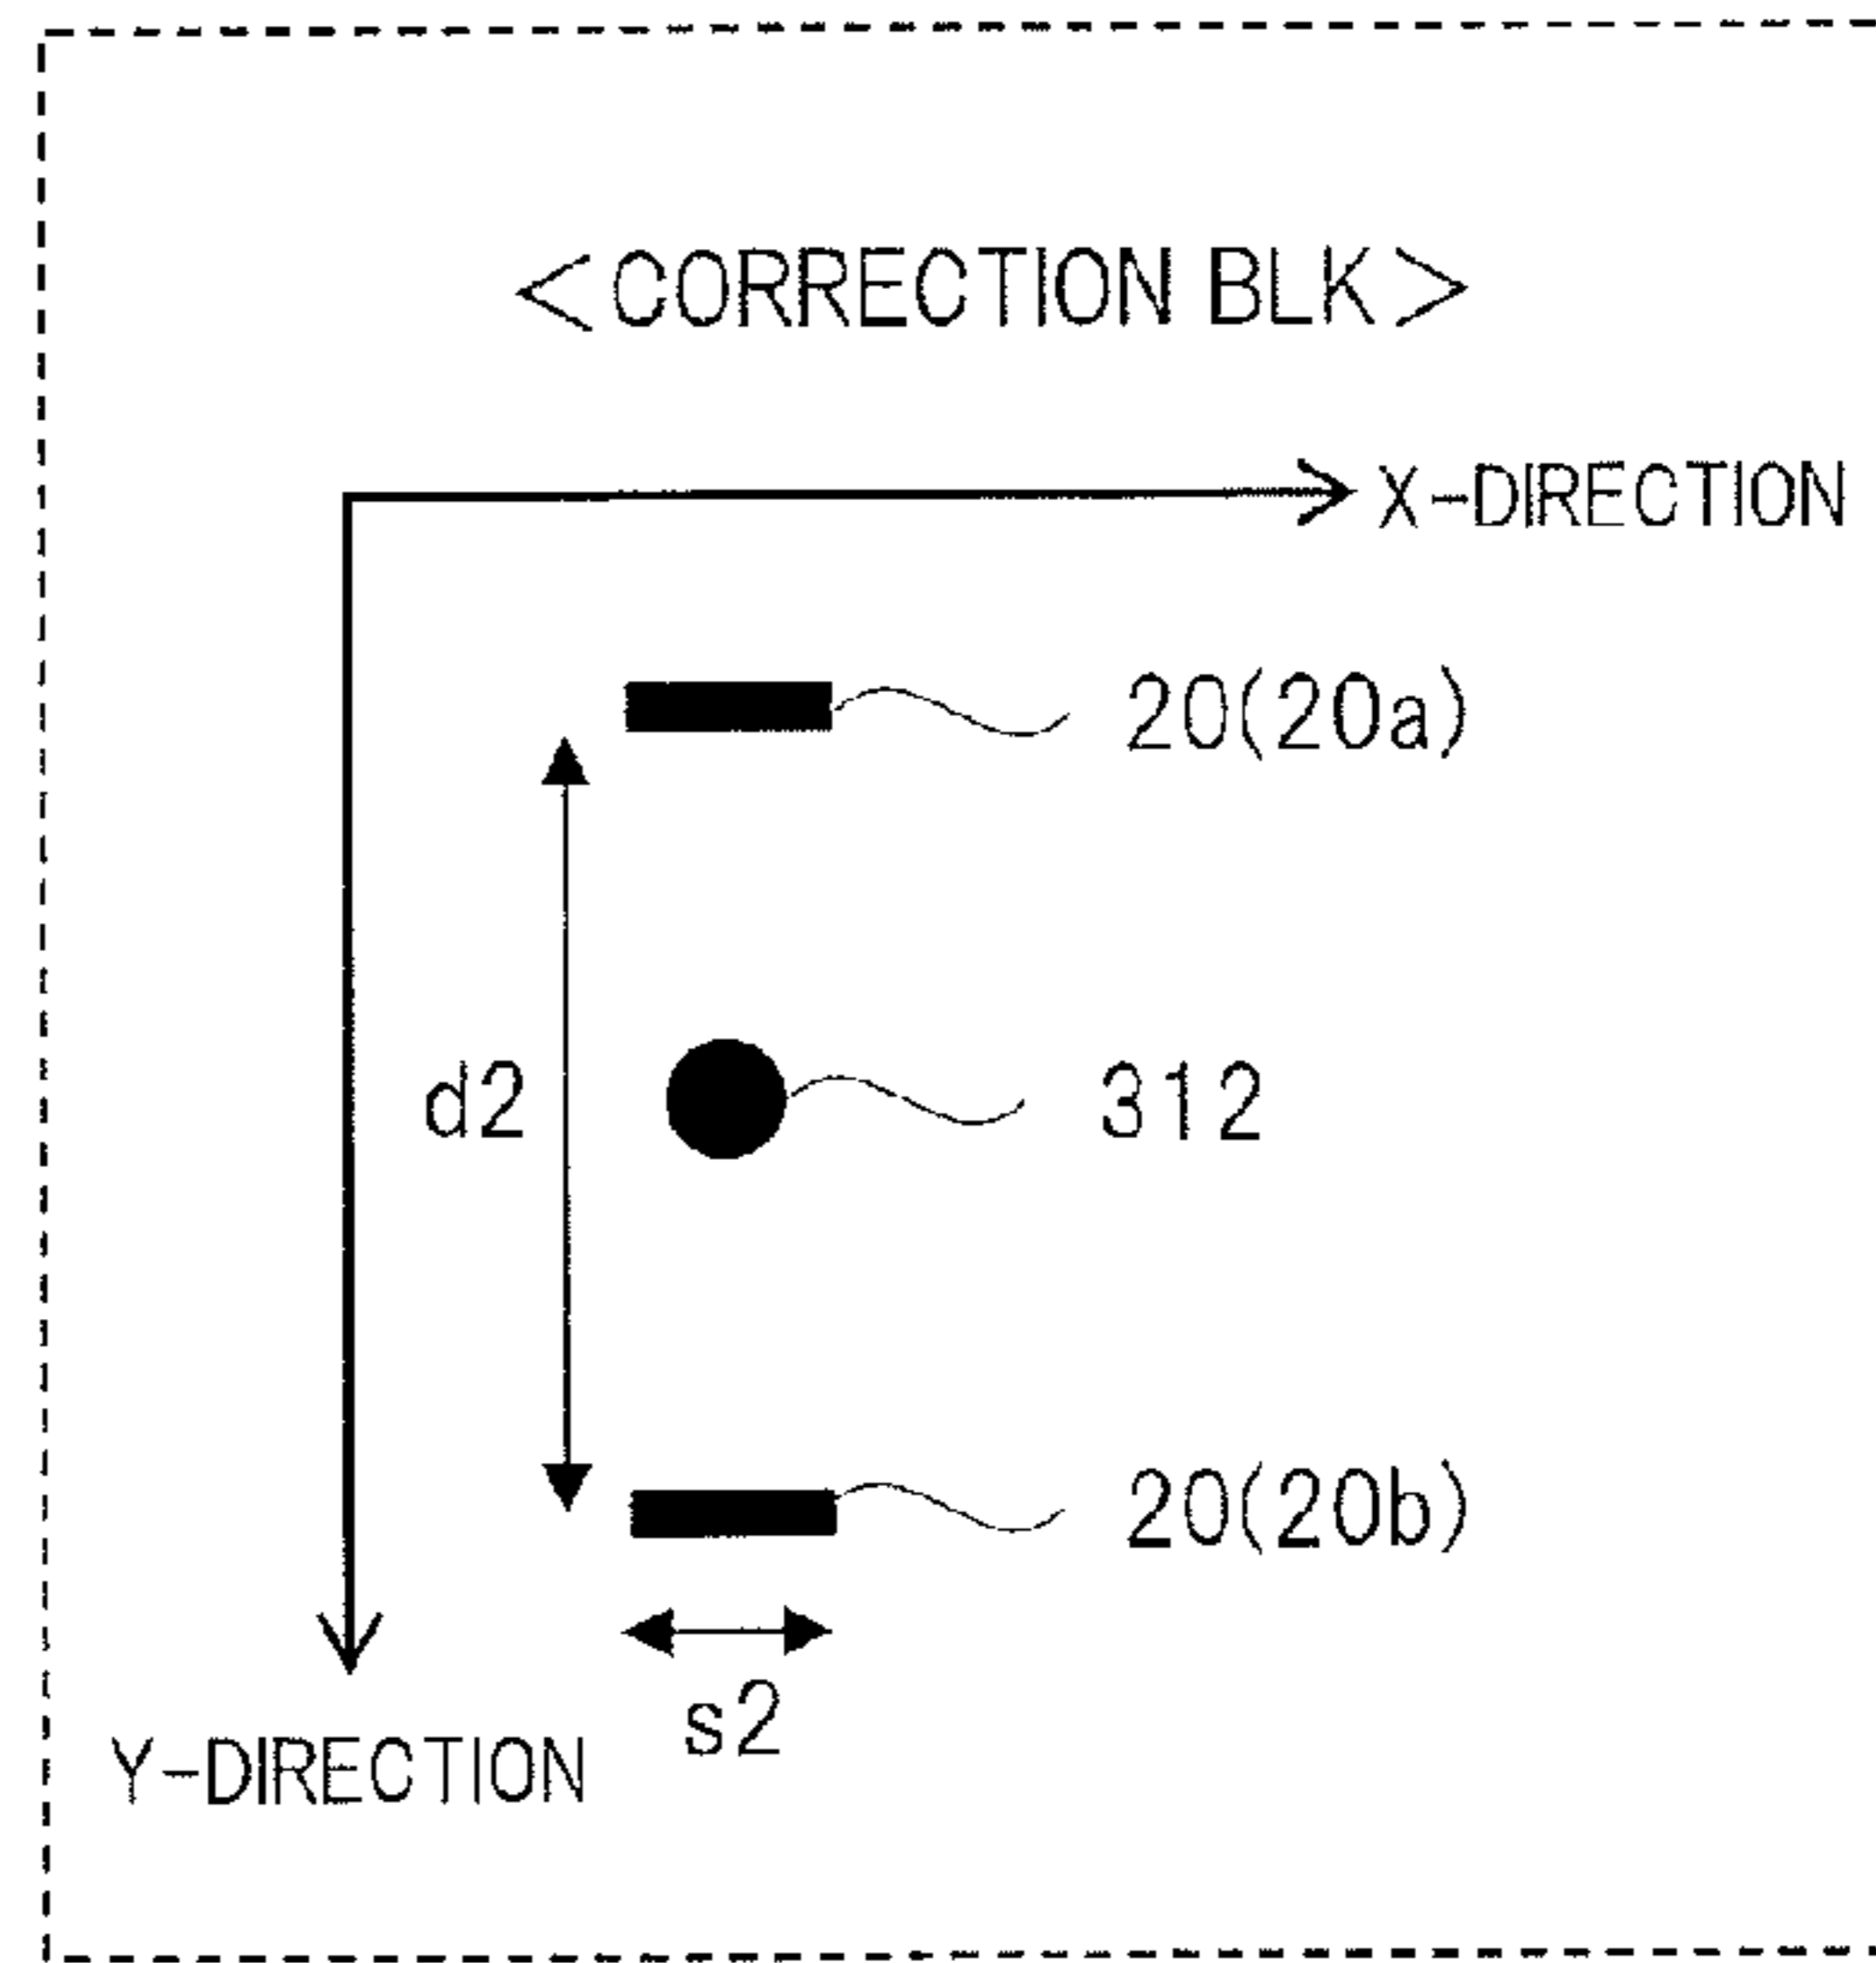 <CORRECTION BLK>
X-DIRECTION
20(20a)
d2
312
20(20b)
s2
Y-DIRECTION